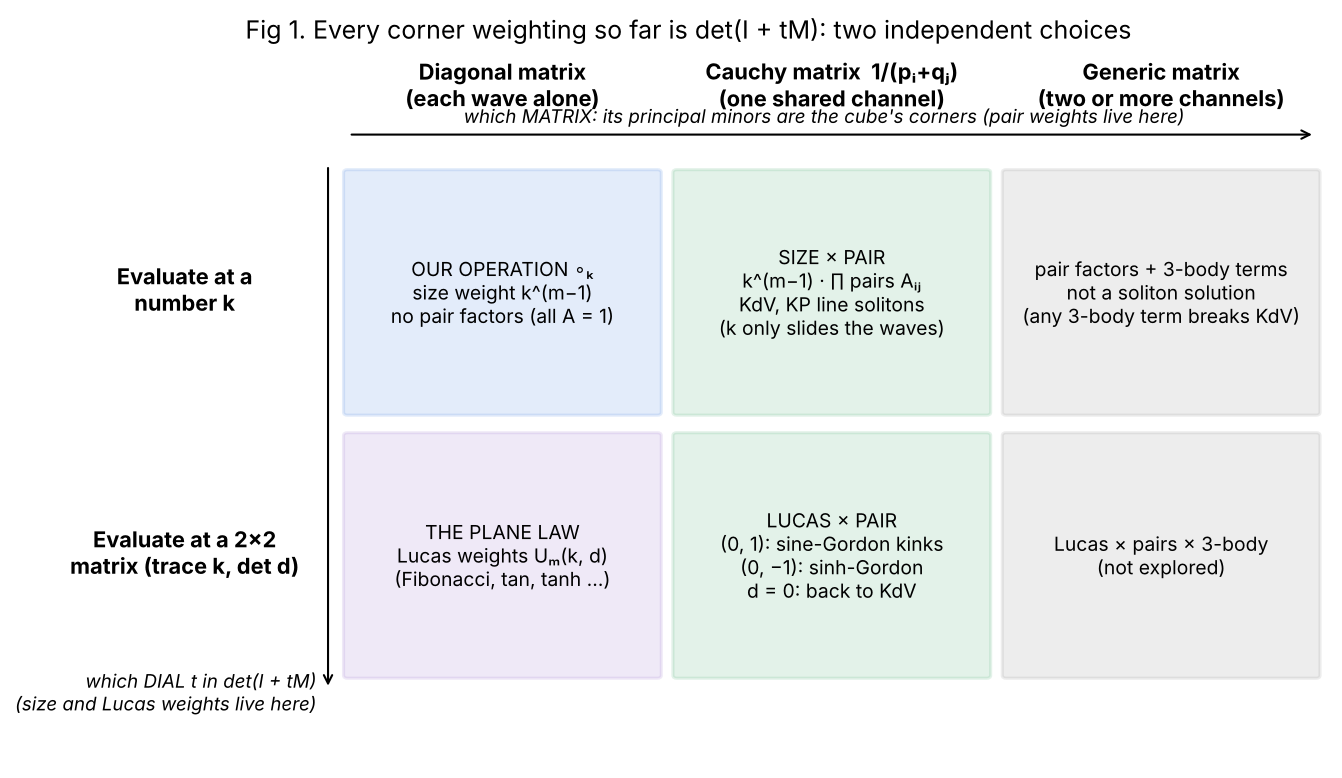 Fig 1. Every corner weighting so far is det(I + tM): two independent choices
Diagonal matrix
(each wave alone)
Cauchy matrix  1/(pᵢ+qⱼ)
(one shared channel)
Generic matrix
(two or more channels)
which MATRIX: its principal minors are the cube's corners (pair weights live here)
Evaluate at a
number k
OUR OPERATION ∘ₖ
size weight k^(m−1)
no pair factors (all A = 1)
SIZE × PAIR
k^(m−1) · ∏ pairs Aᵢⱼ
KdV, KP line solitons
(k only slides the waves)
pair factors + 3-body terms
not a soliton solution
(any 3-body term breaks KdV)
Evaluate at a 2×2
matrix (trace k, det d)
THE PLANE LAW
Lucas weights Uₘ(k, d)
(Fibonacci, tan, tanh ...)
LUCAS × PAIR
(0, 1): sine-Gordon kinks
(0, −1): sinh-Gordon
d = 0: back to KdV
Lucas × pairs × 3-body
(not explored)
which DIAL t in det(I + tM)
(size and Lucas weights live here)